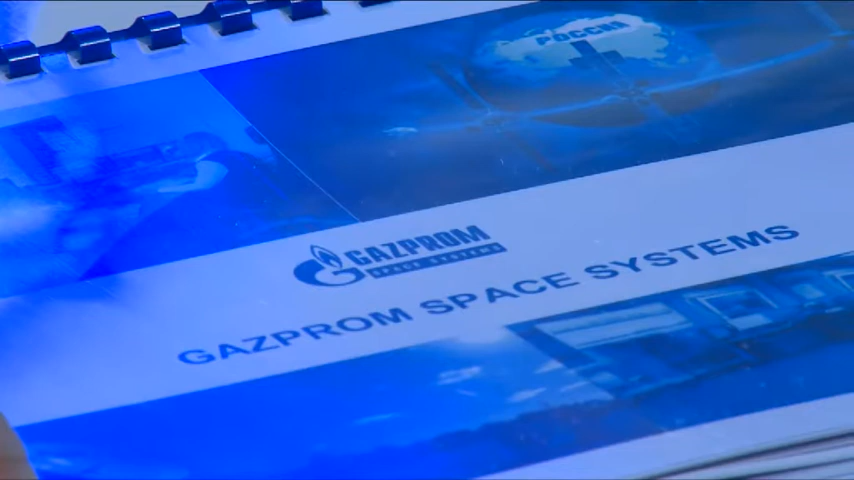 РОССИЯ
GAZPROM
GAZPROM SPACE SYSTEMS